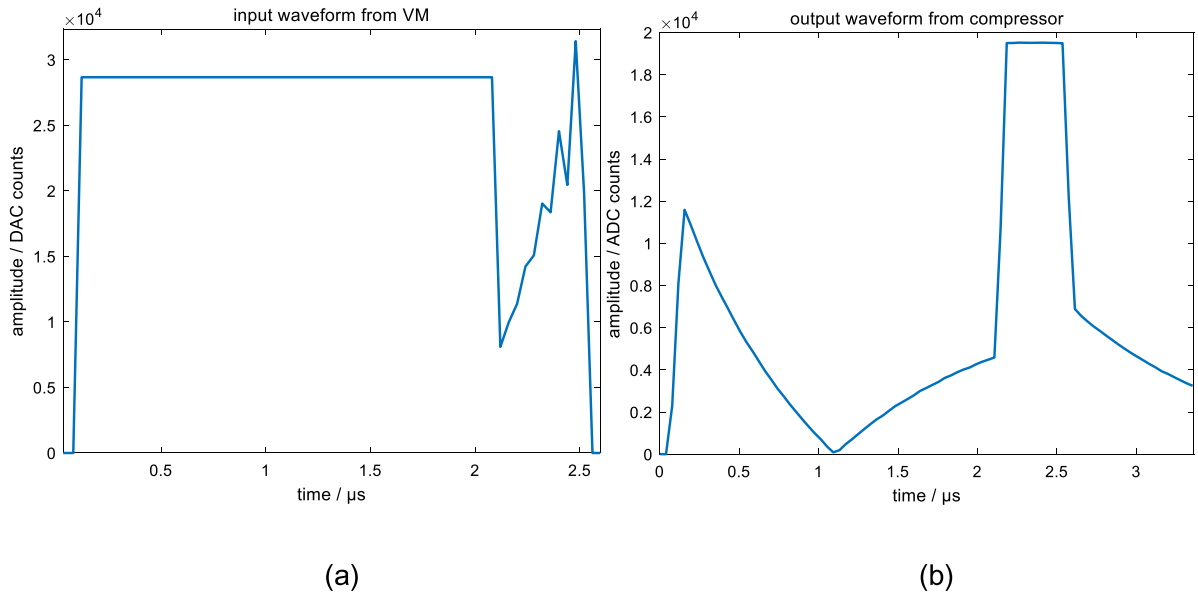 input waveform from VM
×10⁴
3
2.5
2
1.5
1
0.5
0
amplitude / DAC counts
0.5 1 1.5 2 2.5
time / μs
(a)
output waveform from compressor
×10⁴
2
1.8
1.6
1.4
1.2
1
0.8
0.6
0.4
0.2
0
amplitude / ADC counts
0 0.5 1 1.5 2 2.5 3
time / μs
(b)